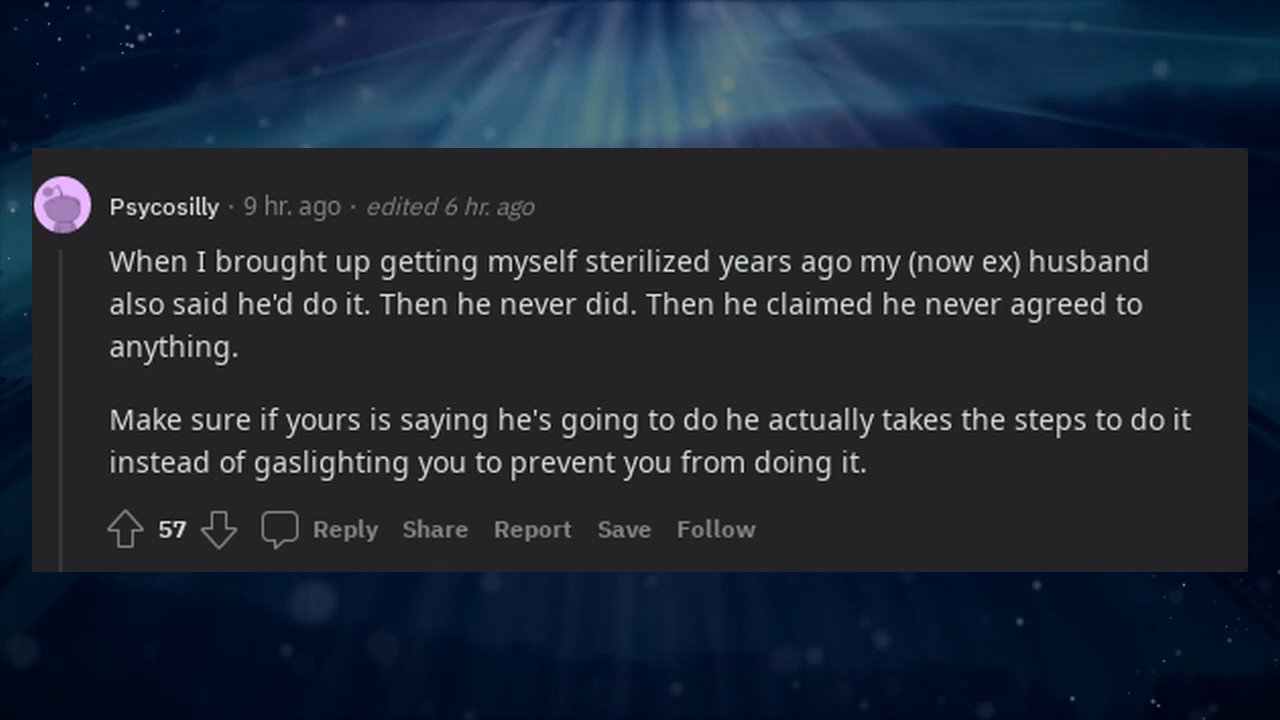 Psycosilly · 9 hr. ago · edited 6 hr. ago
When I brought up getting myself sterilized years ago my (now ex) husband
also said he'd do it. Then he never did. Then he claimed he never agreed to
anything.
Make sure if yours is saying he's going to do he actually takes the steps to do it
instead of gaslighting you to prevent you from doing it.
57 Reply Share Report Save Follow